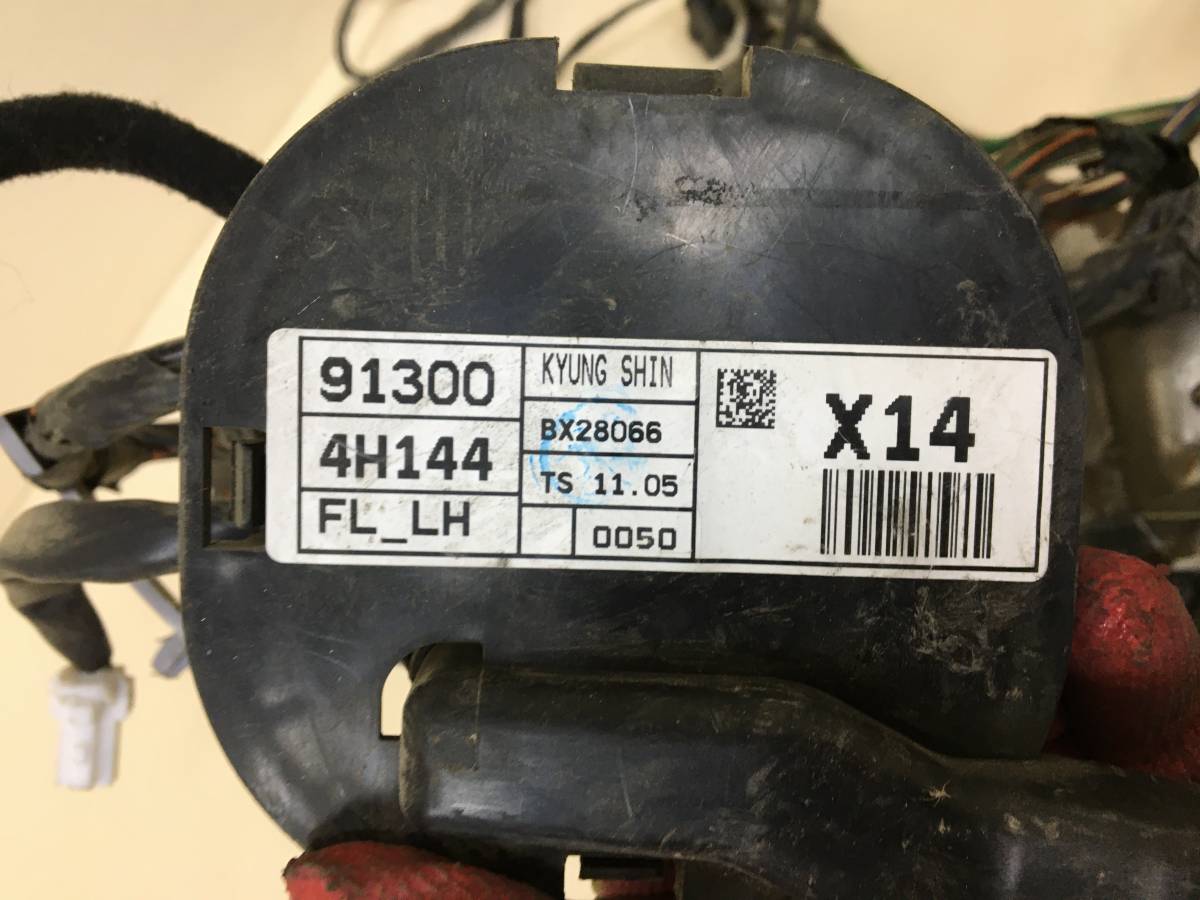 91300
4H144
FL_LH
KYUNG SHIN
BX28066
TS 11.05
0050
X14